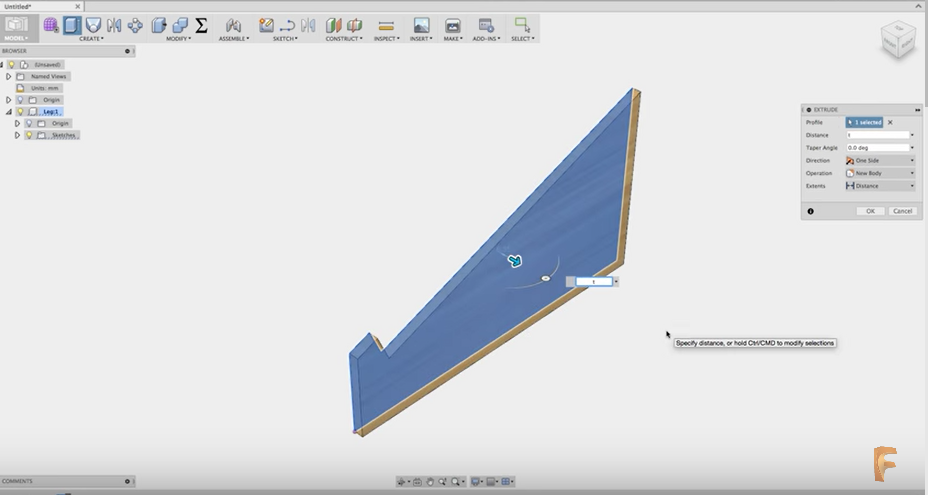 Untitled*
MODEL
CREATE
MODIFY
ASSEMBLE
SKETCH
CONSTRUCT
INSPECT
INSERT
MAKE
ADD-INS
SELECT
BROWSER
(Unsaved)
Named Views
Units: mm
Origin
Leg:1
Origin
Sketches
EXTRUDE
Profile 1 selected
Distance t
Taper Angle 0.0 deg
Direction One Side
Operation New Body
Extents Distance
OK Cancel
t
Specify distance, or hold Ctrl/CMD to modify selections
COMMENTS
F